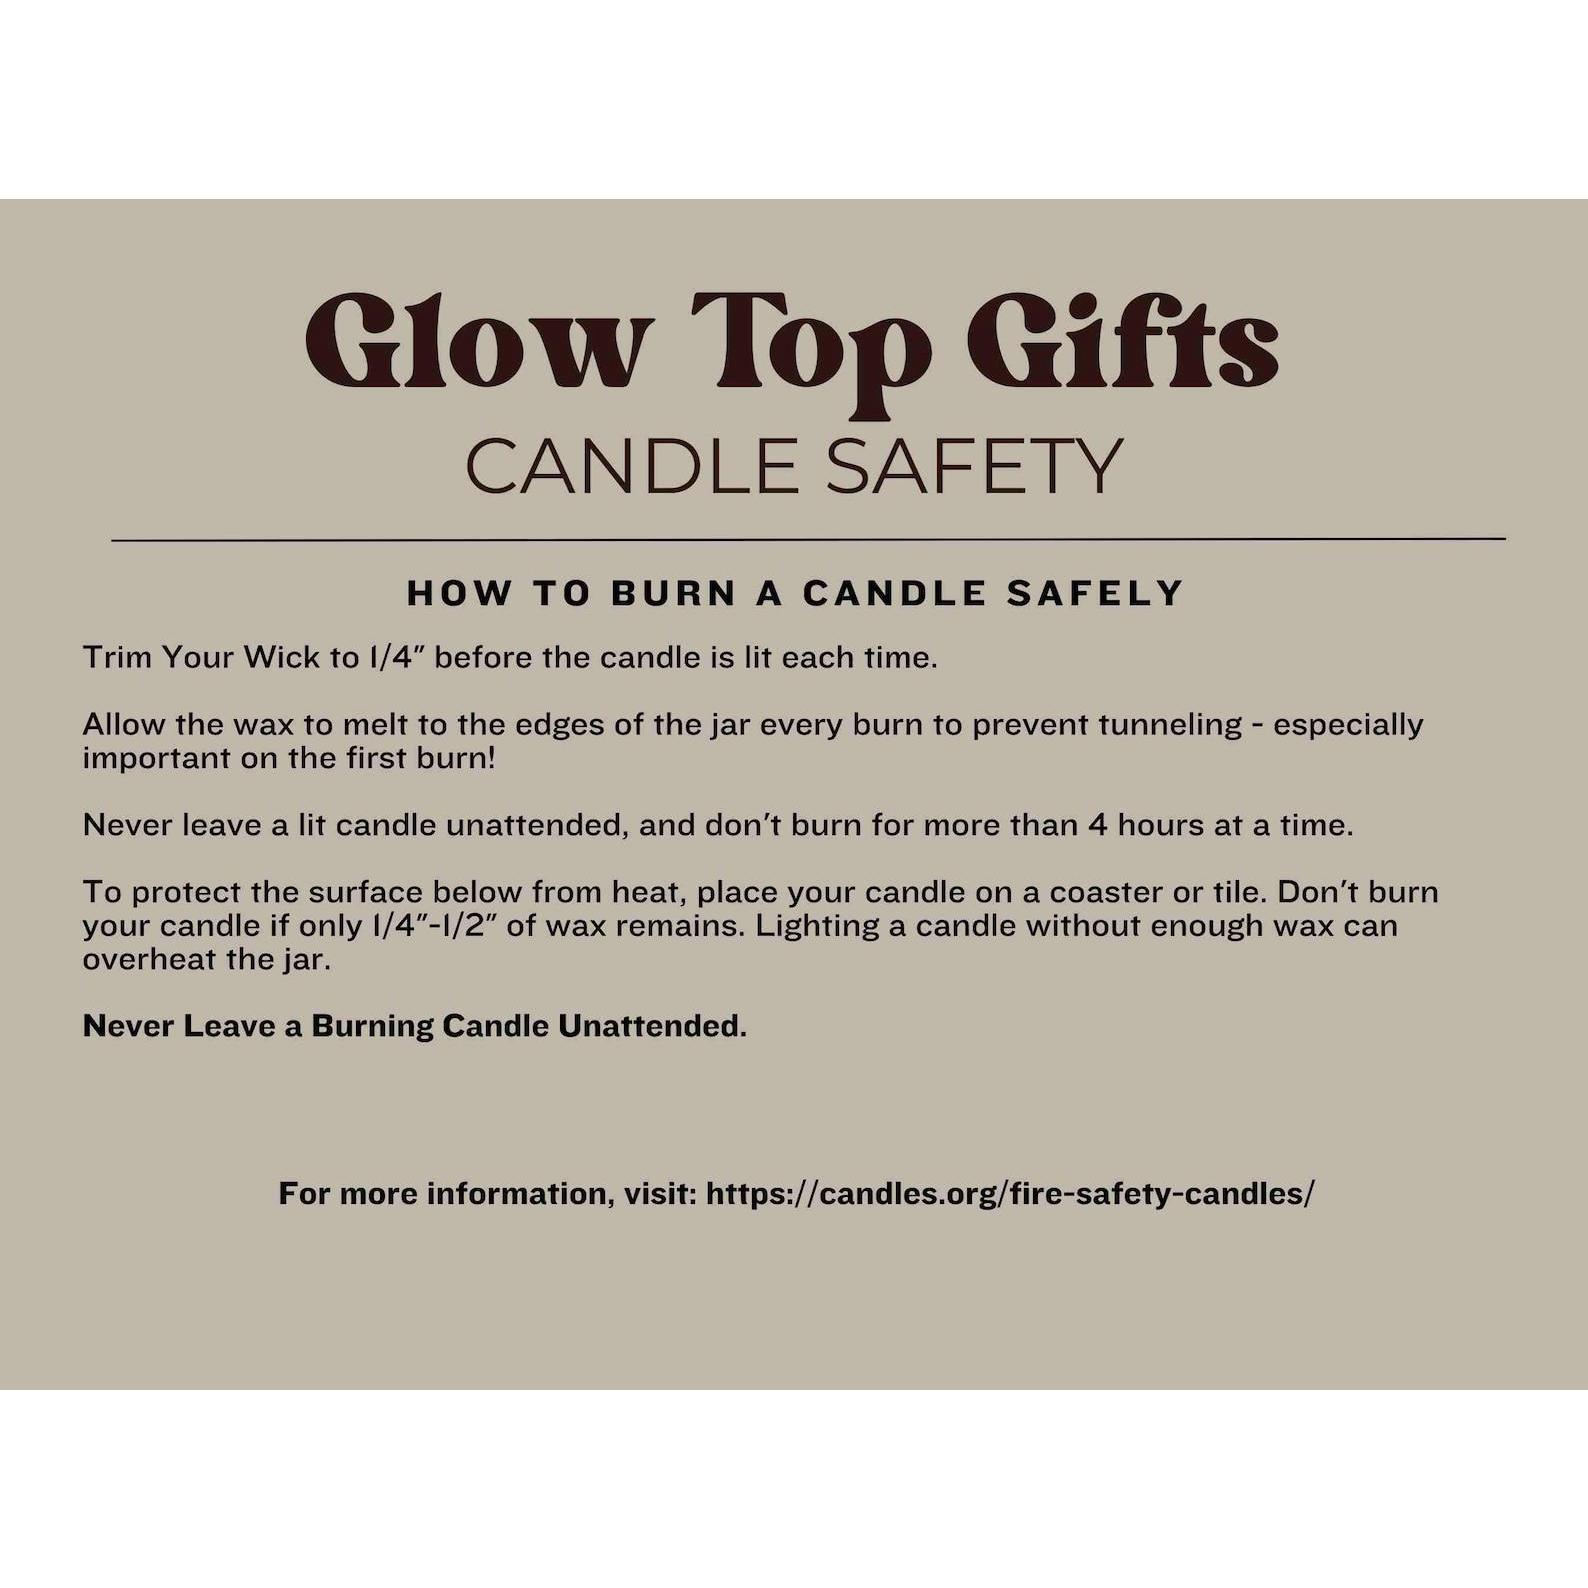 Glow Top Gifts
CANDLE SAFETY
HOW TO BURN A CANDLE SAFELY
Trim Your Wick to 1/4" before the candle is lit each time.
Allow the wax to melt to the edges of the jar every burn to prevent tunneling - especially
important on the first burn!
Never leave a lit candle unattended, and don't burn for more than 4 hours at a time.
To protect the surface below from heat, place your candle on a coaster or tile. Don't burn
your candle if only 1/4"-1/2" of wax remains. Lighting a candle without enough wax can
overheat the jar.
Never Leave a Burning Candle Unattended.
For more information, visit: https://candles.org/fire-safety-candles/